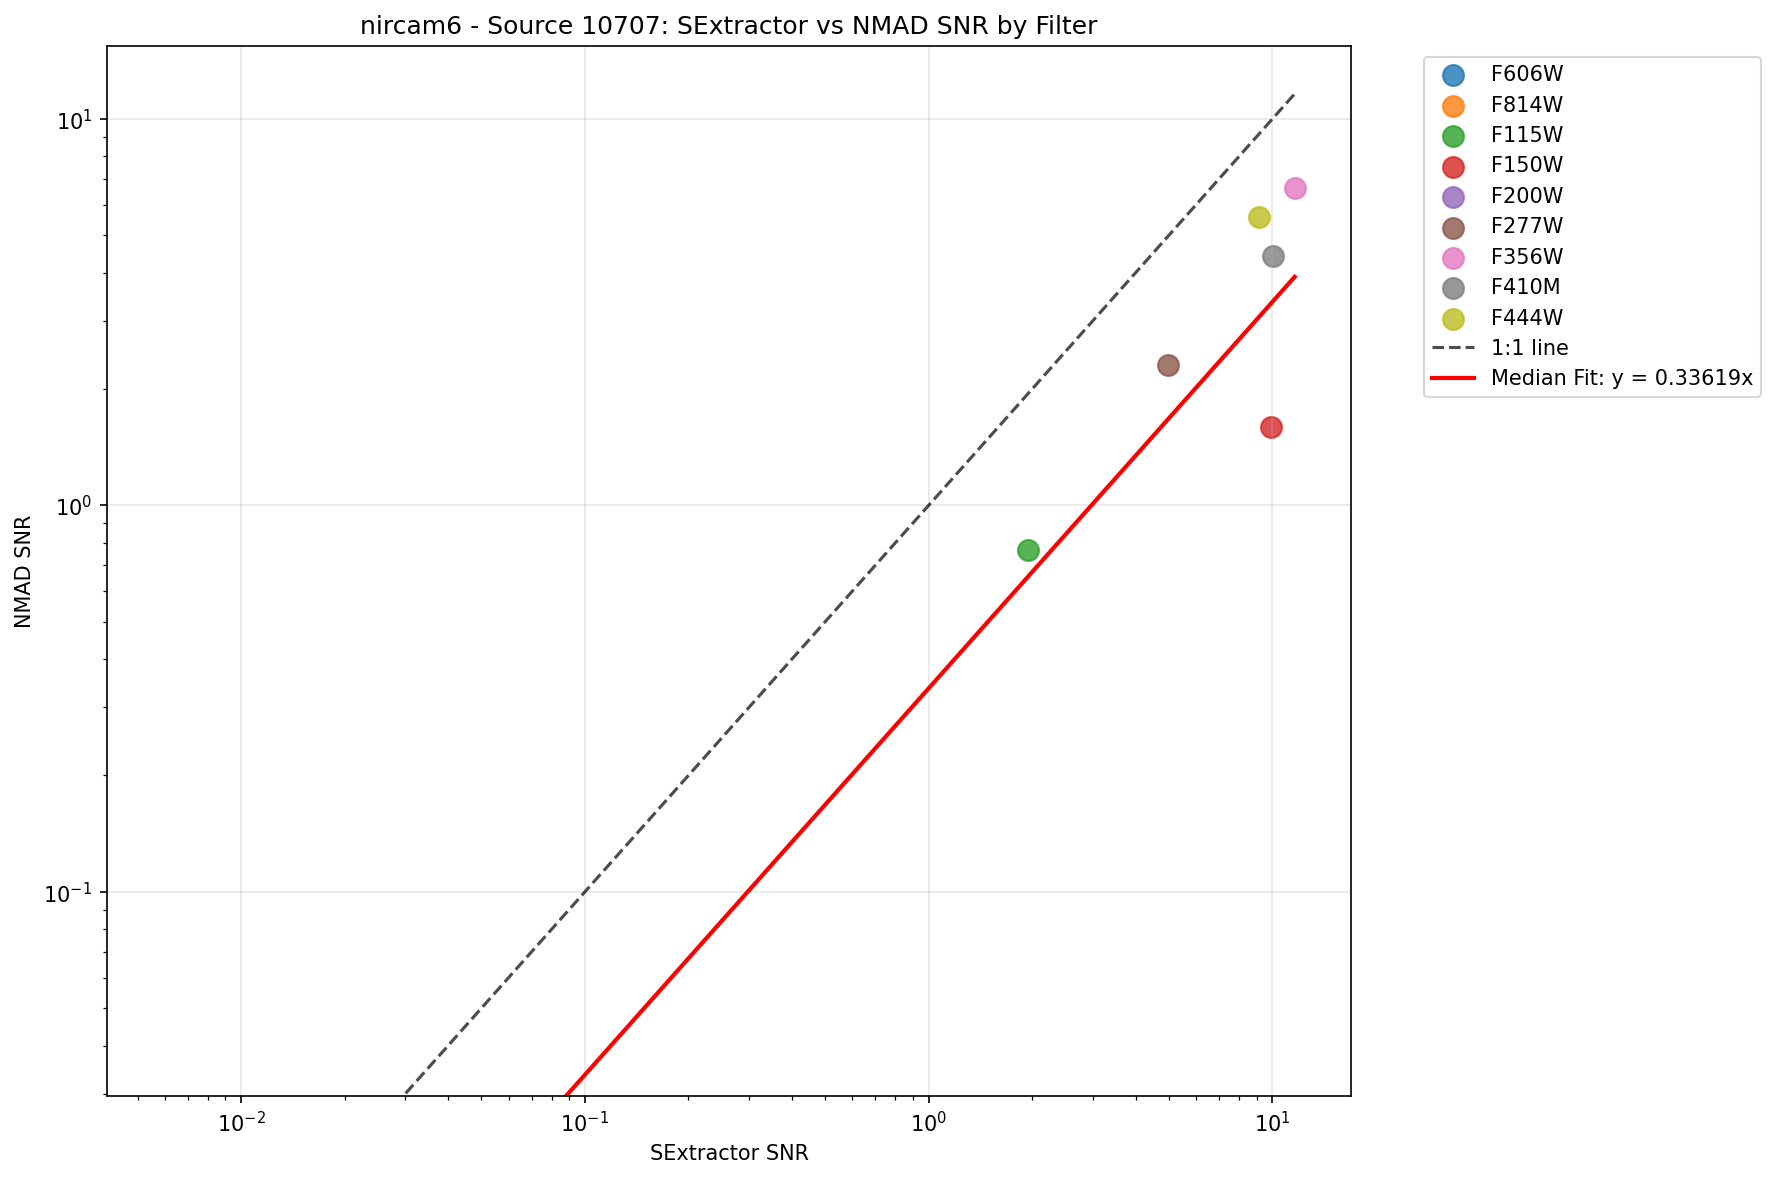 nircam6 - Source 10707: SExtractor vs NMAD SNR by Filter
NMAD SNR
10¹
10⁰
10⁻¹
10⁻²
10⁻¹
10⁰
10¹
SExtractor SNR
F606W
F814W
F115W
F150W
F200W
F277W
F356W
F410M
F444W
1:1 line
Median Fit: y = 0.33619x